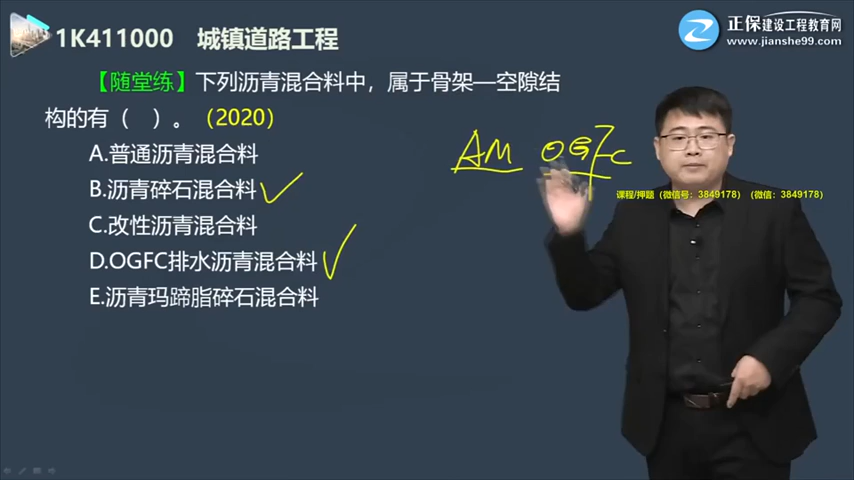 1K411000 城镇道路工程
正保建设工程教育网
www.jianshe99.com
【随堂练】下列沥青混合料中，属于骨架—空隙结
构的有（ ）。（2020）
A.普通沥青混合料
B.沥青碎石混合料
C.改性沥青混合料
D.OGFC排水沥青混合料
E.沥青玛蹄脂碎石混合料
AM OGFC
课程/押题（微信号：3849178）（微信：3849178）